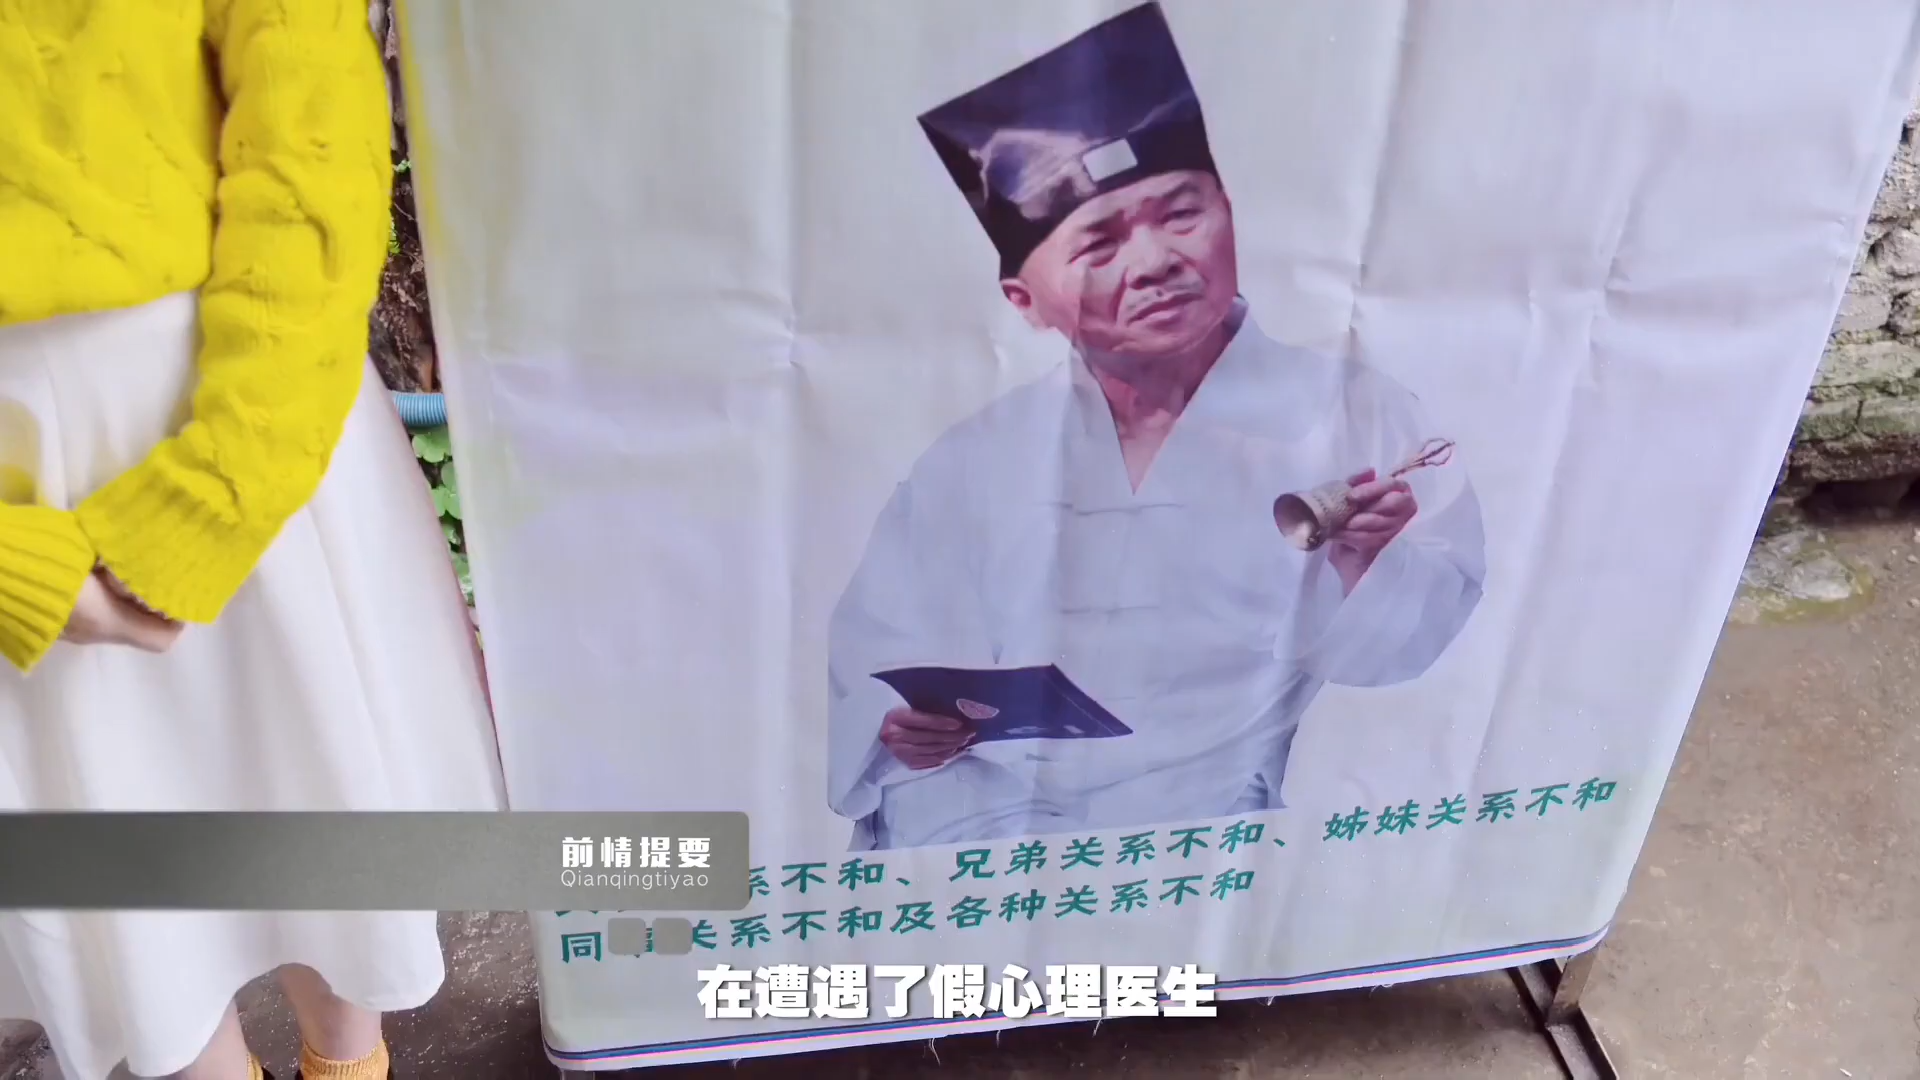 前情提要
Qianqingtiyao
系不和、兄弟关系不和、姊妹关系不和
同 关系不和及各种关系不和
在遭遇了假心理医生